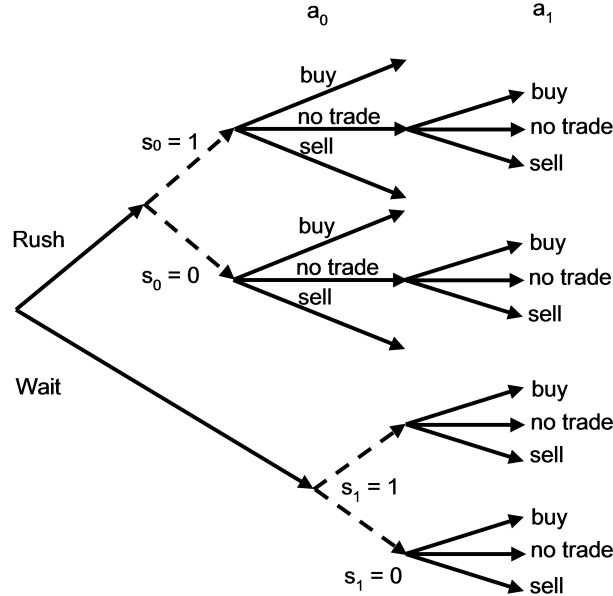 a₀ a₁
buy
buy
no trade
no trade
s₀ = 1
sell
sell
buy
Rush
buy
s₀ = 0
no trade
no trade
sell
sell
Wait
buy
no trade
sell
s₁ = 1
buy
no trade
s₁ = 0
sell